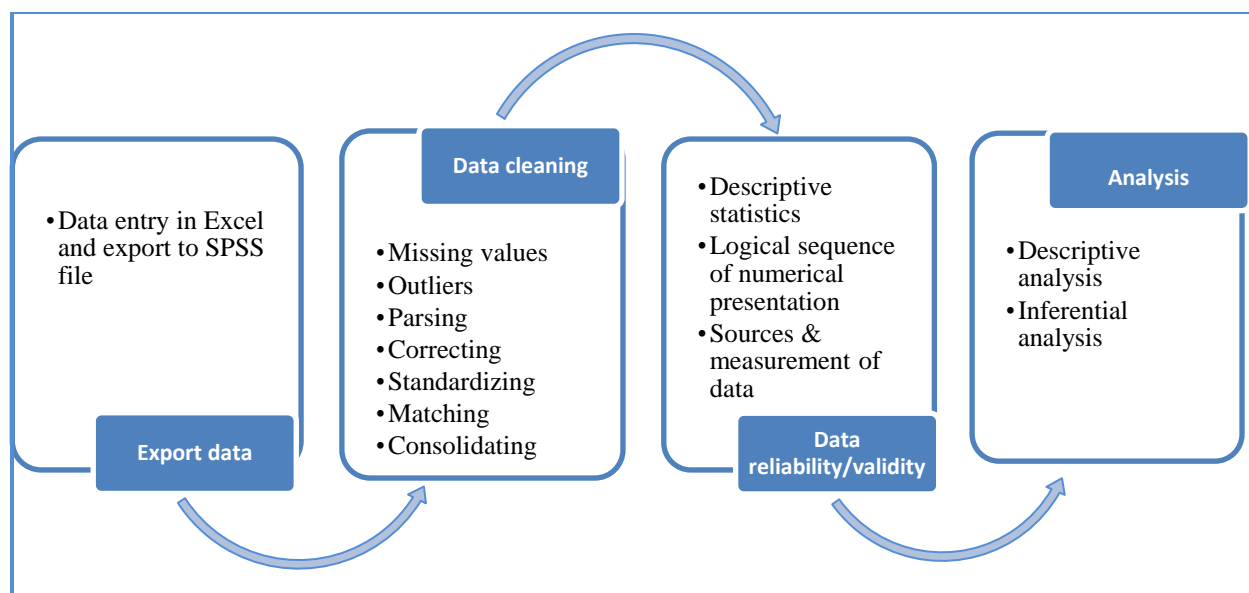 • Data entry in Excel
and export to SPSS
file
Export data
Data cleaning
• Missing values
• Outliers
• Parsing
• Correcting
• Standardizing
• Matching
• Consolidating
• Descriptive
statistics
• Logical sequence
of numerical
presentation
• Sources &
measurement of
data
Data
reliability/validity
Analysis
• Descriptive
analysis
• Inferential
analysis